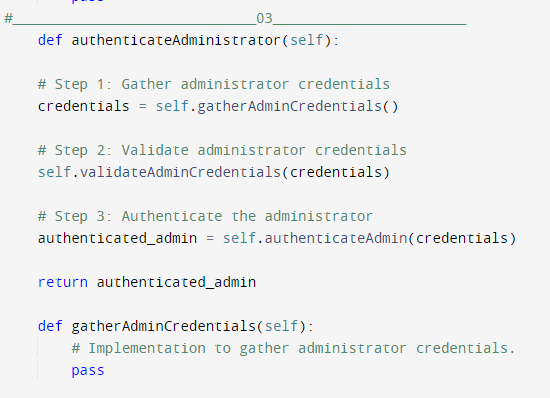 pass
#_____________________________03_______________________
def authenticateAdministrator(self):
# Step 1: Gather administrator credentials
credentials = self.gatherAdminCredentials()
# Step 2: Validate administrator credentials
self.validateAdminCredentials(credentials)
# Step 3: Authenticate the administrator
authenticated_admin = self.authenticateAdmin(credentials)
return authenticated_admin
def gatherAdminCredentials(self):
# Implementation to gather administrator credentials.
pass